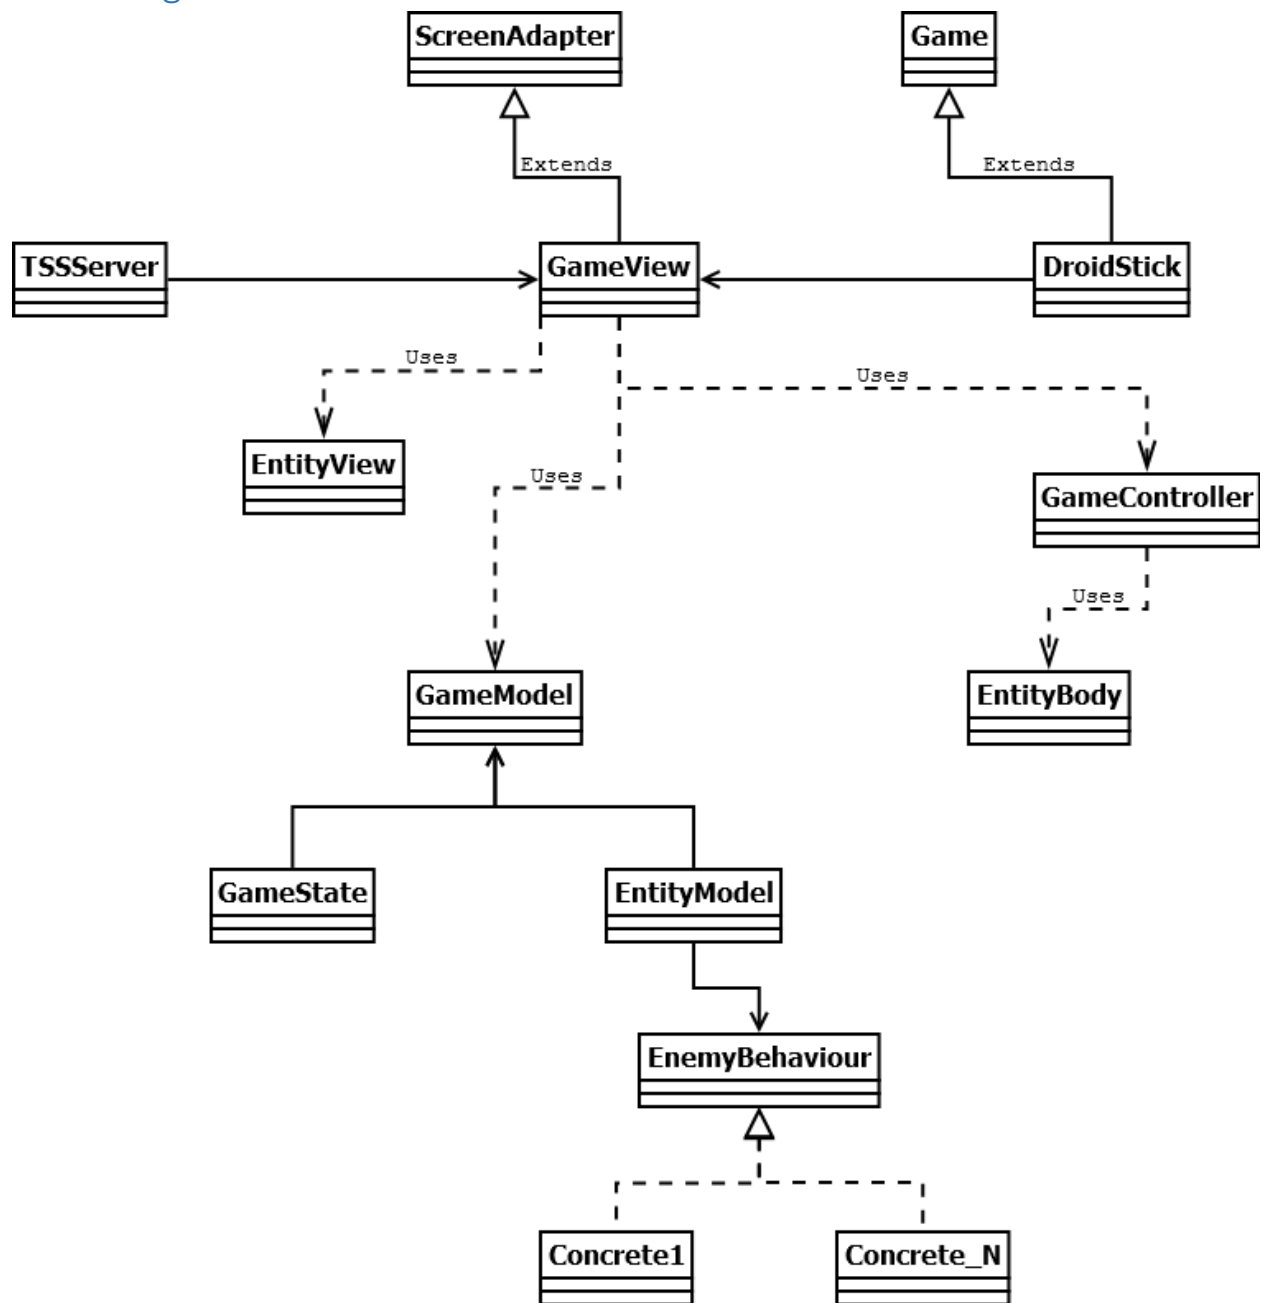 ScreenAdapter
Game
Extends
Extends
TSSServer
GameView
DroidStick
Uses
Uses
EntityView
Uses
GameController
Uses
GameModel
EntityBody
GameState
EntityModel
EnemyBehaviour
Concrete1
Concrete_N